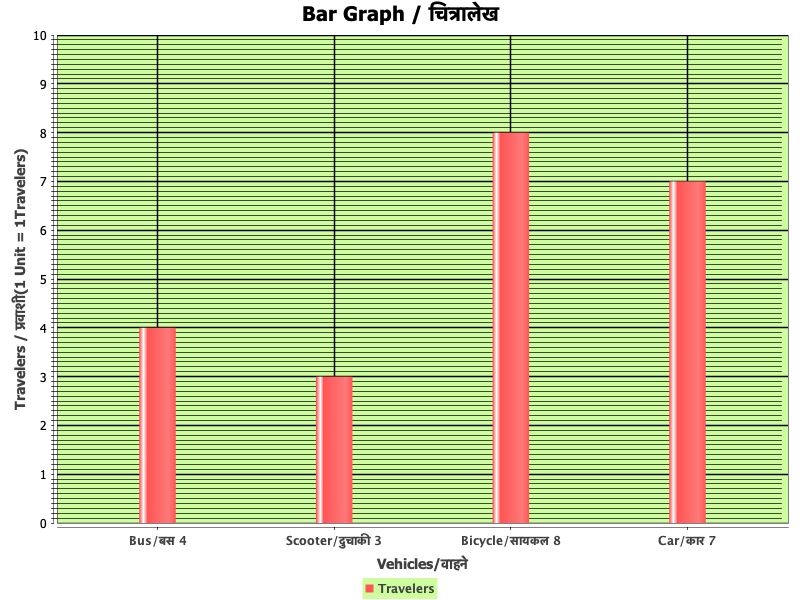 Bar Graph / चित्रालेख
Travelers / प्रवाशी(1 Unit = 1Travelers)
10
9
8
7
6
5
4
3
2
1
0
Bus/बस 4
Scooter/दुचाकी 3
Bicycle/सायकल 8
Car/कार 7
Vehicles/वाहने
Travelers